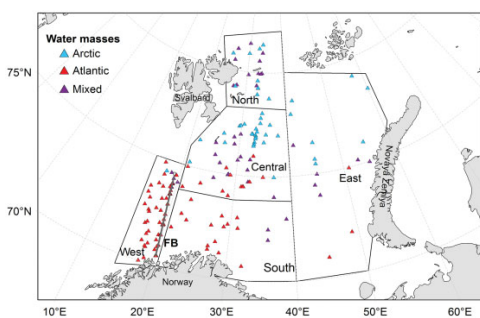 Water masses
Arctic
Atlantic
Mixed
75°N
Svalbard
North
Central
East
Novaya Zemlya
70°N
West
FB
South
Norway
10°E 20°E 30°E 40°E 50°E 60°E